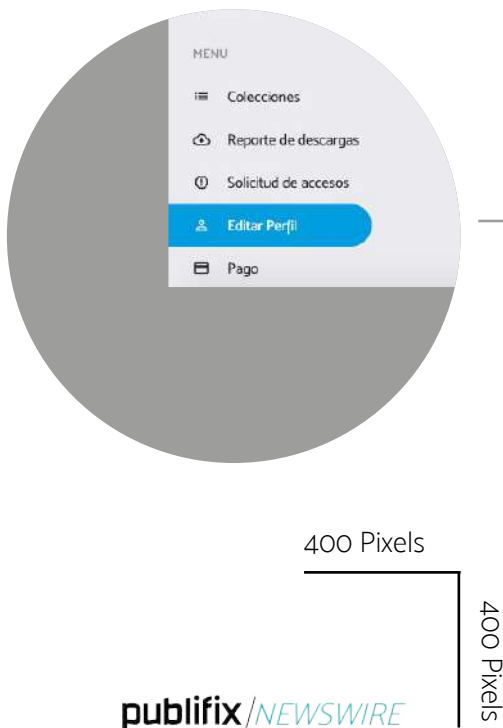 MENU
Colecciones
Reporte de descargas
Solicitud de accesos
Editar Perfil
Pago
400 Pixels
400 Pixels
publifix/NEWSWIRE